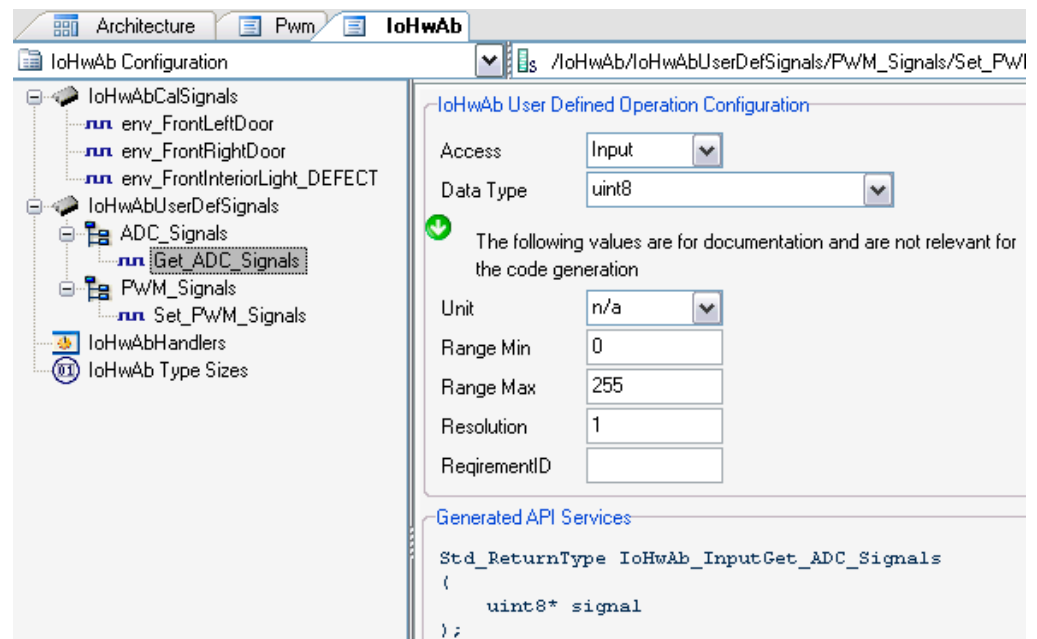 Architecture Pwm IoHwAb
IoHwAb Configuration
/IoHwAb/IoHwAbUserDefSignals/PWM_Signals/Set_PWM
IoHwAbCalSignals
env_FrontLeftDoor
env_FrontRightDoor
env_FrontInteriorLight_DEFECT
IoHwAbUserDefSignals
ADC_Signals
Get_ADC_Signals
PWM_Signals
Set_PWM_Signals
IoHwAbHandlers
IoHwAb Type Sizes
IoHwAb User Defined Operation Configuration
Access Input
Data Type uint8
The following values are for documentation and are not relevant for
the code generation
Unit n/a
Range Min 0
Range Max 255
Resolution 1
ReqirementID
Generated API Services
Std_ReturnType IoHwAb_InputGet_ADC_Signals
(
uint8* signal
);